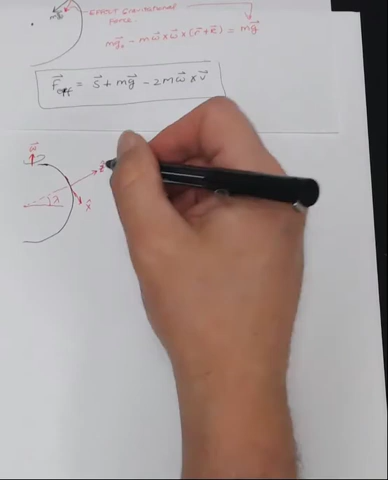 EFFECT GRAVITATIONAL
FORCE
mg⃗₀ - mω⃗ × ω⃗ × (r⃗ + R⃗) = mg⃗
F⃗eff = S⃗ + mg⃗ - 2mω⃗ × v⃗
ω⃗
z
λ
x⃗